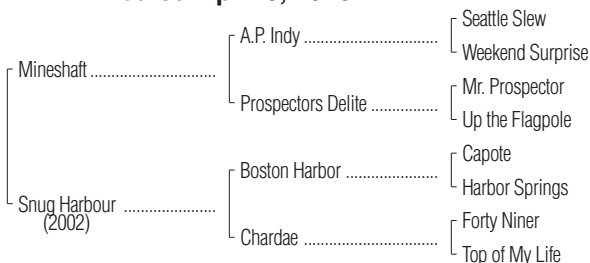 Seattle Slew
A.P. Indy ..................................
Weekend Surprise
Mineshaft ................................
Mr. Prospector
Prospectors Delite .................
Up the Flagpole
Capote
Boston Harbor .......................
Harbor Springs
Snug Harbour .......................
(2002)
Forty Niner
Chardae ..................................
Top of My Life